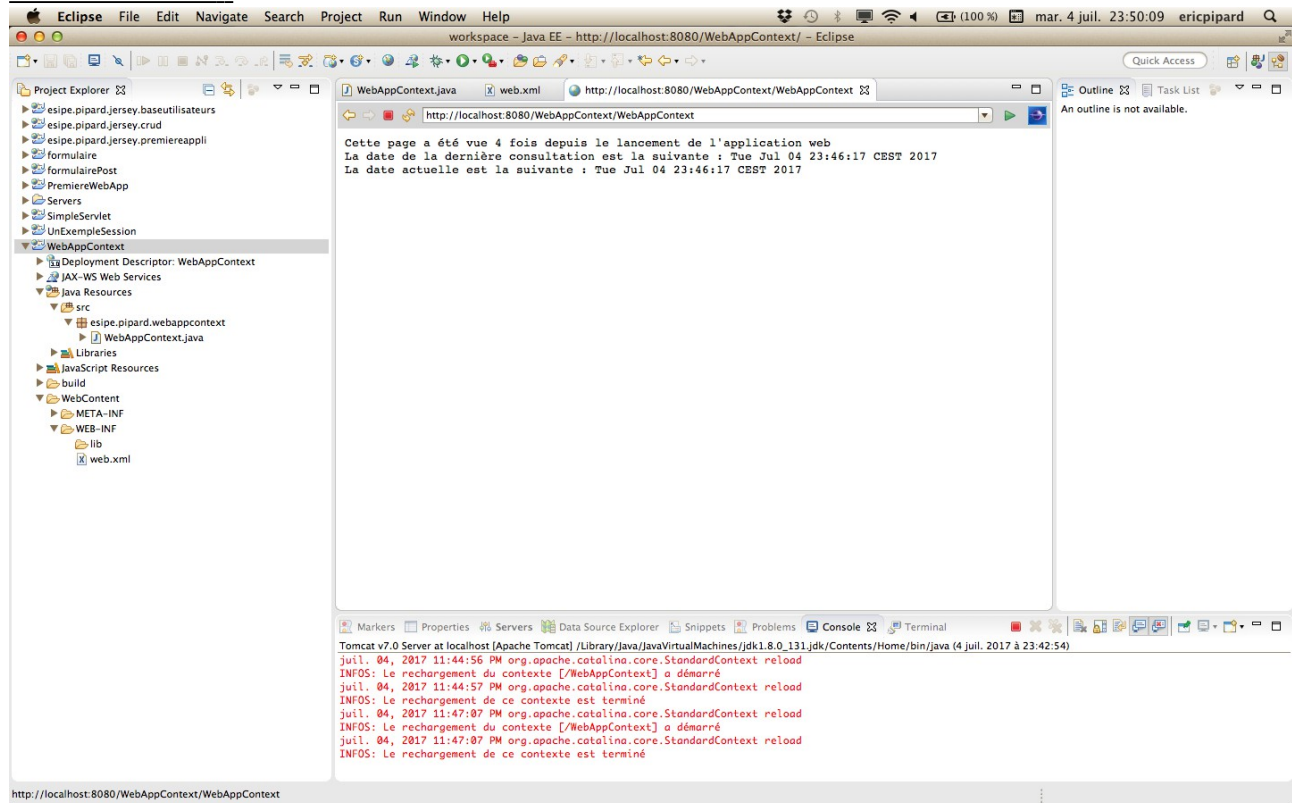 Eclipse File Edit Navigate Search Project Run Window Help (100 %) mar. 4 juil. 23:50:09 ericpipard
workspace – Java EE – http://localhost:8080/WebAppContext/ – Eclipse
Quick Access
Project Explorer
esipe.pipard.jersey.baseutilisateurs
esipe.pipard.jersey.crud
esipe.pipard.jersey.premiereappli
formulaire
formulairePost
PremiereWebApp
Servers
SimpleServlet
UnExempleSession
WebAppContext
Deployment Descriptor: WebAppContext
JAX-WS Web Services
Java Resources
src
esipe.pipard.webappcontext
WebAppContext.java
Libraries
JavaScript Resources
build
WebContent
META-INF
WEB-INF
lib
web.xml
WebAppContext.java web.xml http://localhost:8080/WebAppContext/WebAppContext
http://localhost:8080/WebAppContext/WebAppContext
Cette page a été vue 4 fois depuis le lancement de l'application web
La date de la dernière consultation est la suivante : Tue Jul 04 23:46:17 CEST 2017
La date actuelle est la suivante : Tue Jul 04 23:46:17 CEST 2017
Outline Task List
An outline is not available.
Markers Properties Servers Data Source Explorer Snippets Problems Console Terminal
Tomcat v7.0 Server at localhost [Apache Tomcat] /Library/Java/JavaVirtualMachines/jdk1.8.0_131.jdk/Contents/Home/bin/java (4 juil. 2017 à 23:42:54)
juil. 04, 2017 11:44:56 PM org.apache.catalina.core.StandardContext reload
INFOS: Le rechargement du contexte [/WebAppContext] a démarré
juil. 04, 2017 11:44:57 PM org.apache.catalina.core.StandardContext reload
INFOS: Le rechargement de ce contexte est terminé
juil. 04, 2017 11:47:07 PM org.apache.catalina.core.StandardContext reload
INFOS: Le rechargement du contexte [/WebAppContext] a démarré
juil. 04, 2017 11:47:07 PM org.apache.catalina.core.StandardContext reload
INFOS: Le rechargement de ce contexte est terminé
http://localhost:8080/WebAppContext/WebAppContext